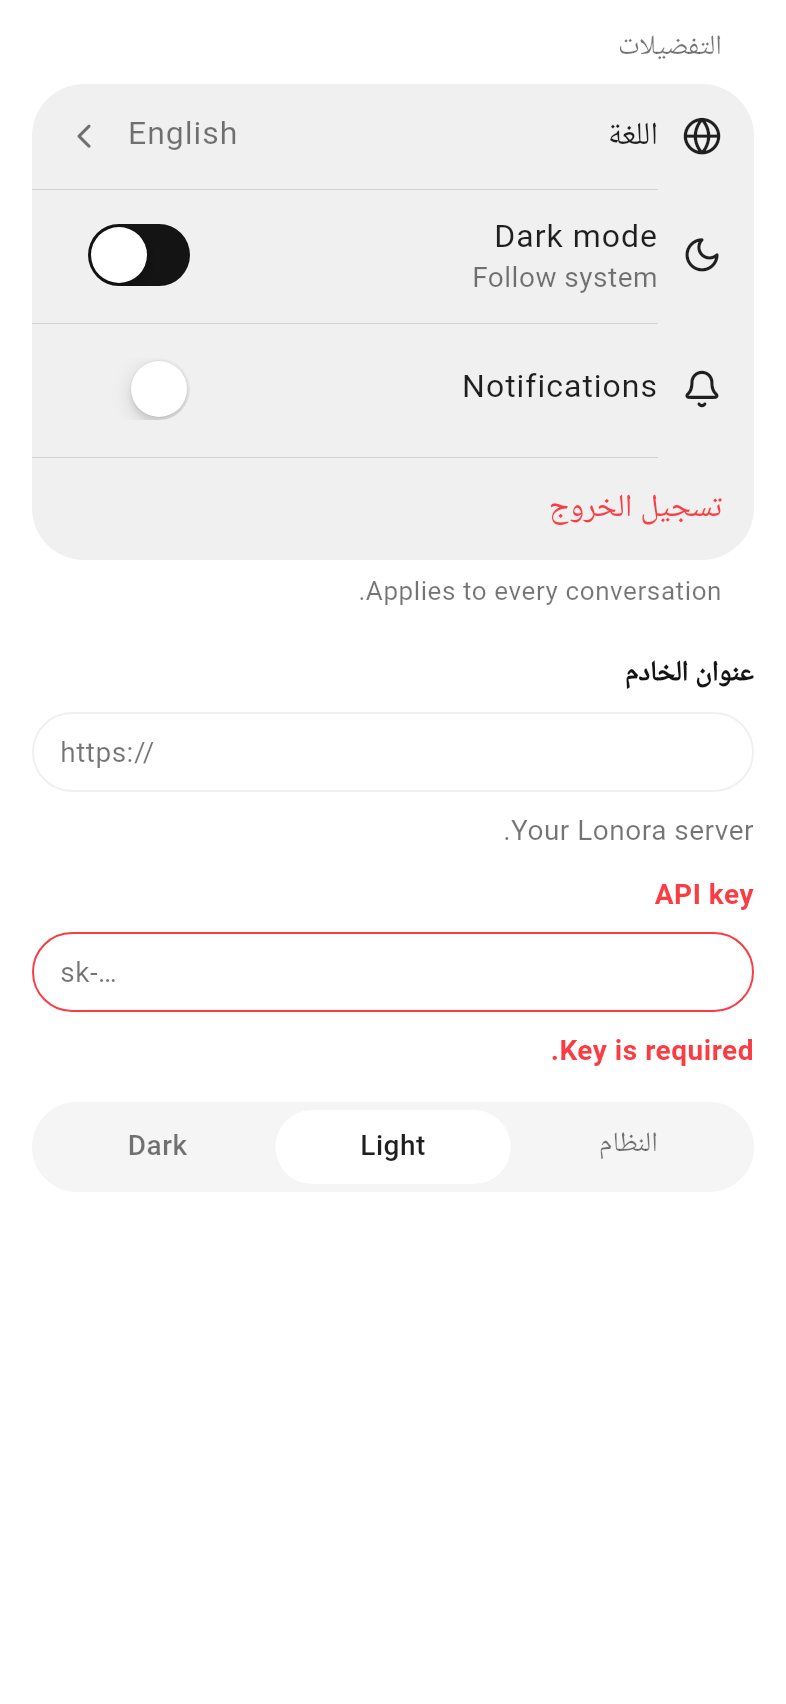 التفضيلات
اللغة
English
Dark mode
Follow system
Notifications
تسجيل الخروج
Applies to every conversation.
عنوان الخادم
https://
Your Lonora server.
API key
sk-…
Key is required.
النظام
Light
Dark